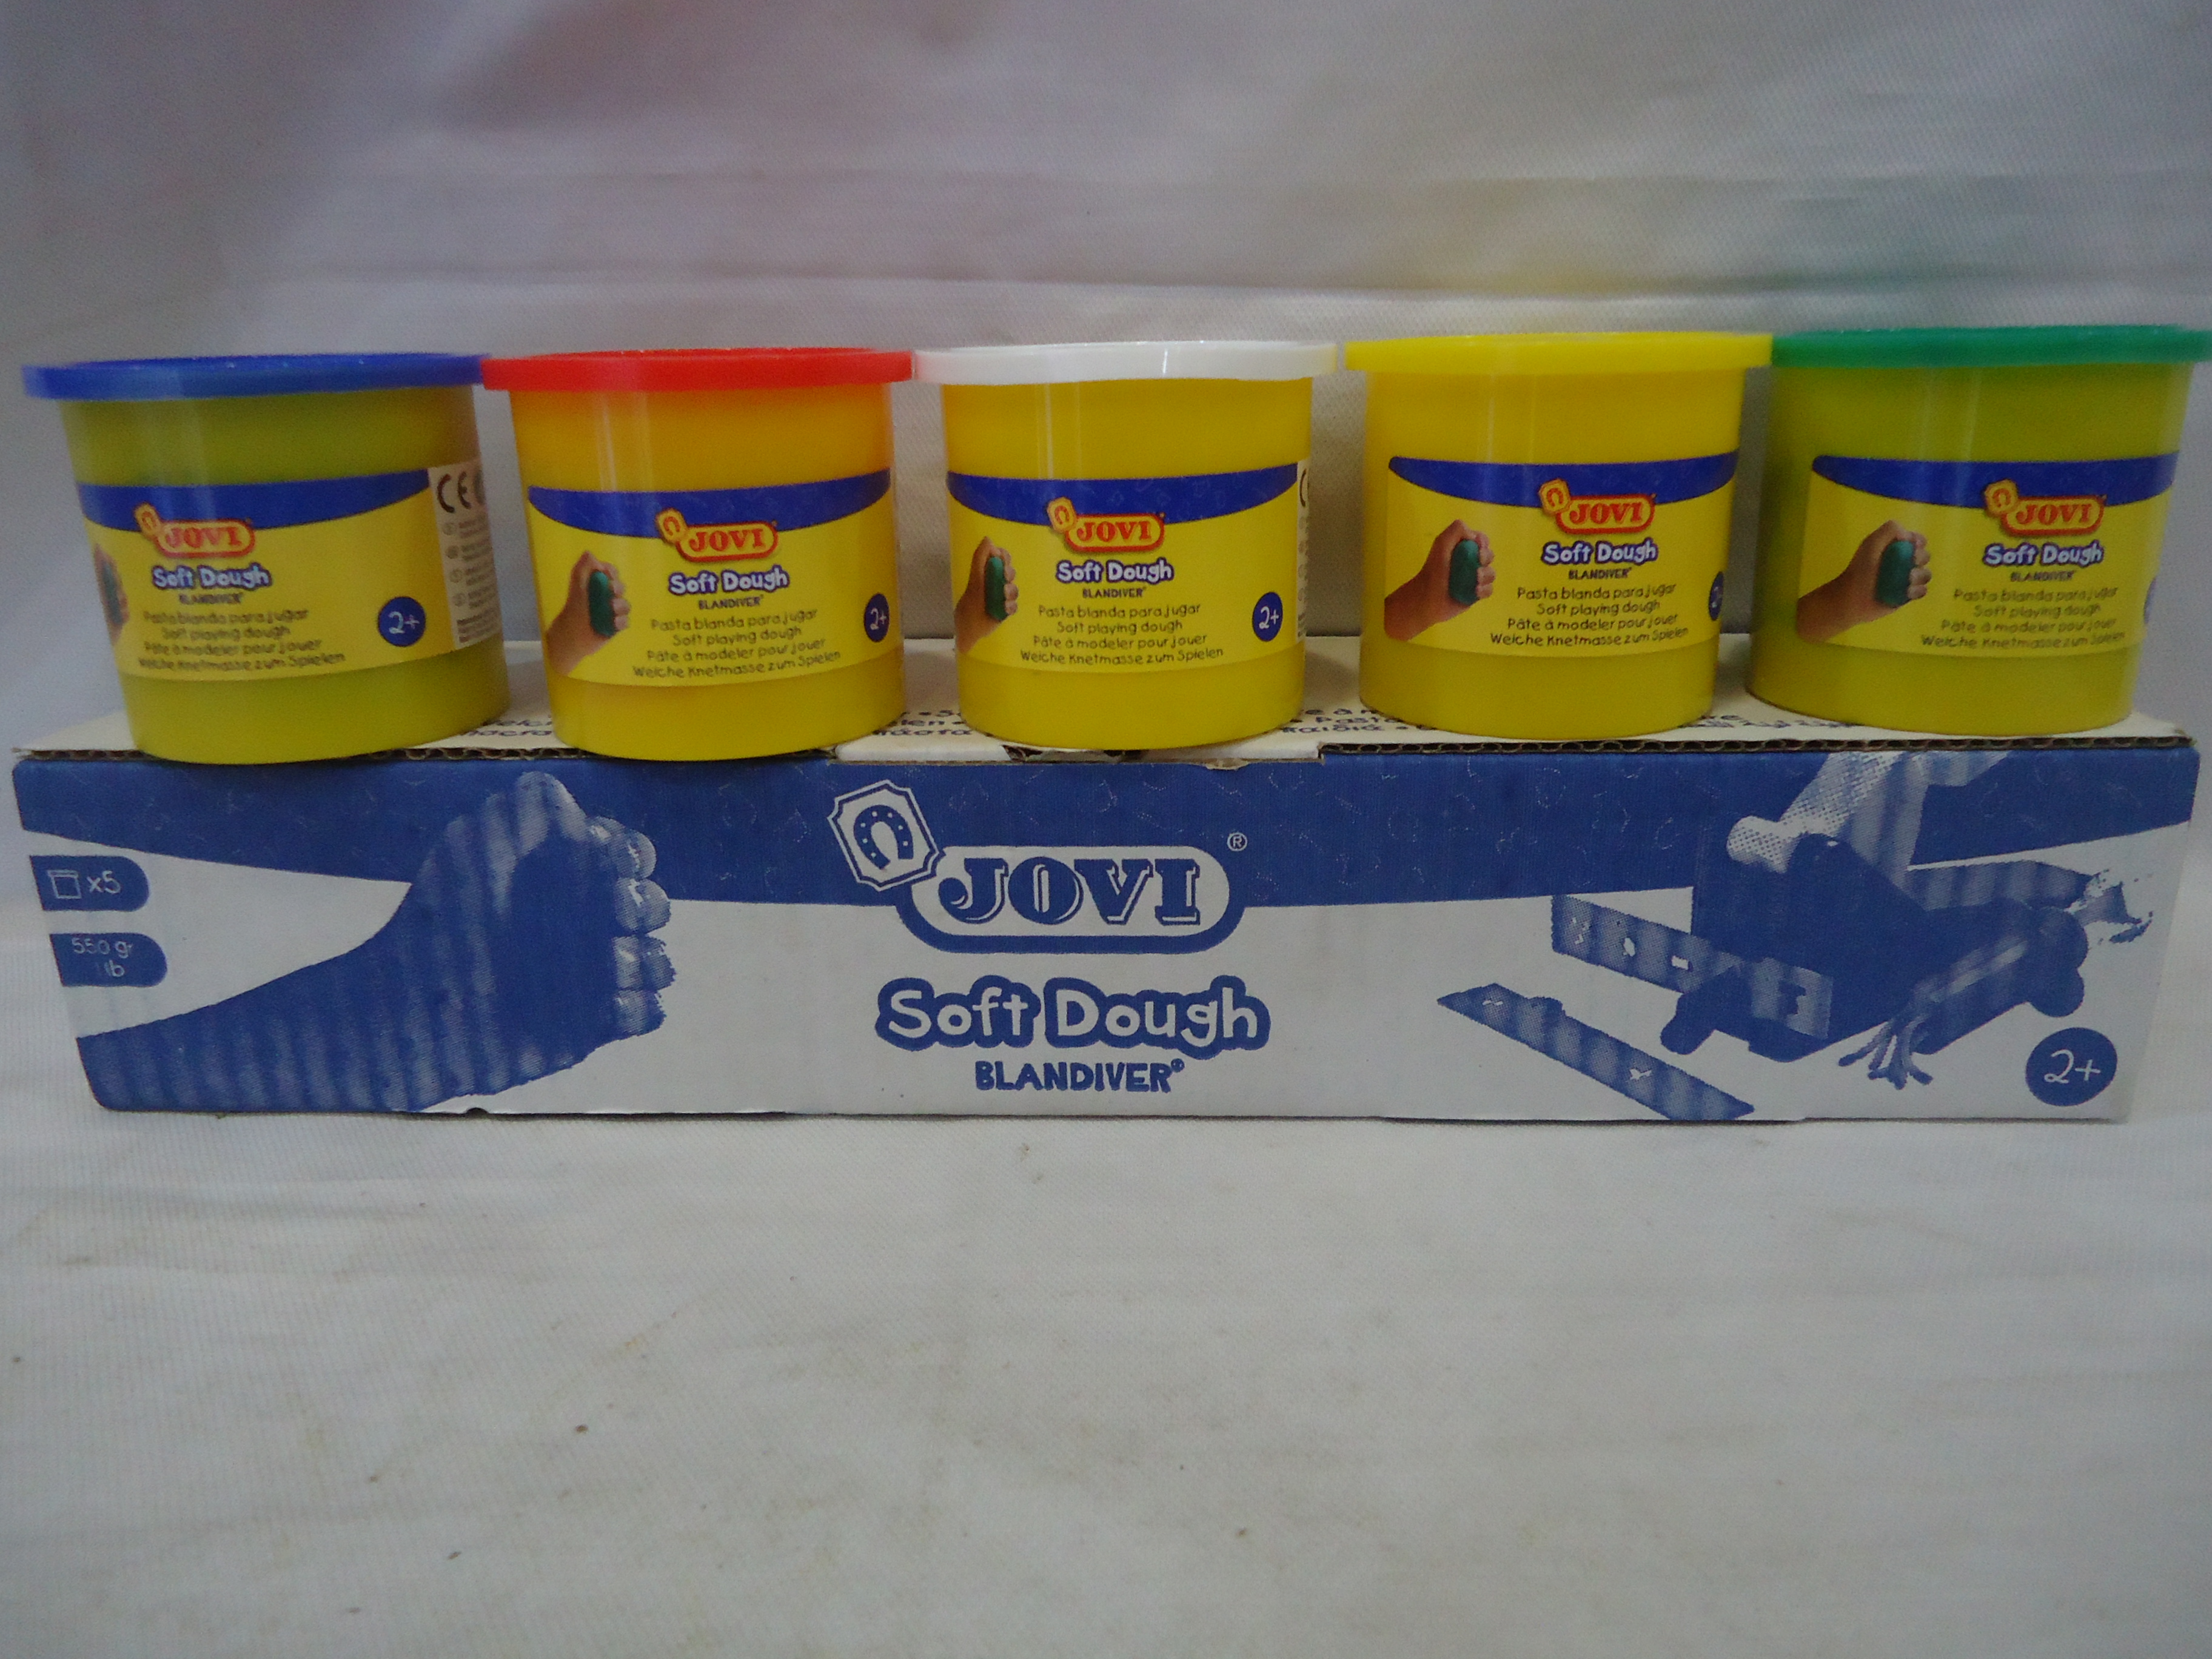 JOVI
Soft Dough
BLANDIVER®
Pasta blanda para jugar
Soft playing dough
Pâte à modeler pour jouer
Weiche Knetmasse zum Spielen
2+
CE
JOVI
Soft Dough
BLANDIVER®
Pasta blanda para jugar
Soft playing dough
Pâte à modeler pour jouer
Weiche Knetmasse zum Spielen
2+
JOVI
Soft Dough
BLANDIVER®
Pasta blanda para jugar
Soft playing dough
Pâte à modeler pour jouer
Weiche Knetmasse zum Spielen
2+
JOVI
Soft Dough
BLANDIVER®
Pasta blanda para jugar
Soft playing dough
Pâte à modeler pour jouer
Weiche Knetmasse zum Spielen
JOVI
Soft Dough
BLANDIVER®
Pasta blanda para jugar
Soft playing dough
Pâte à modeler pour jouer
Weiche Knetmasse zum Spielen
x5
550 gr
1 lb
JOVI®
Soft Dough
BLANDIVER®
2+